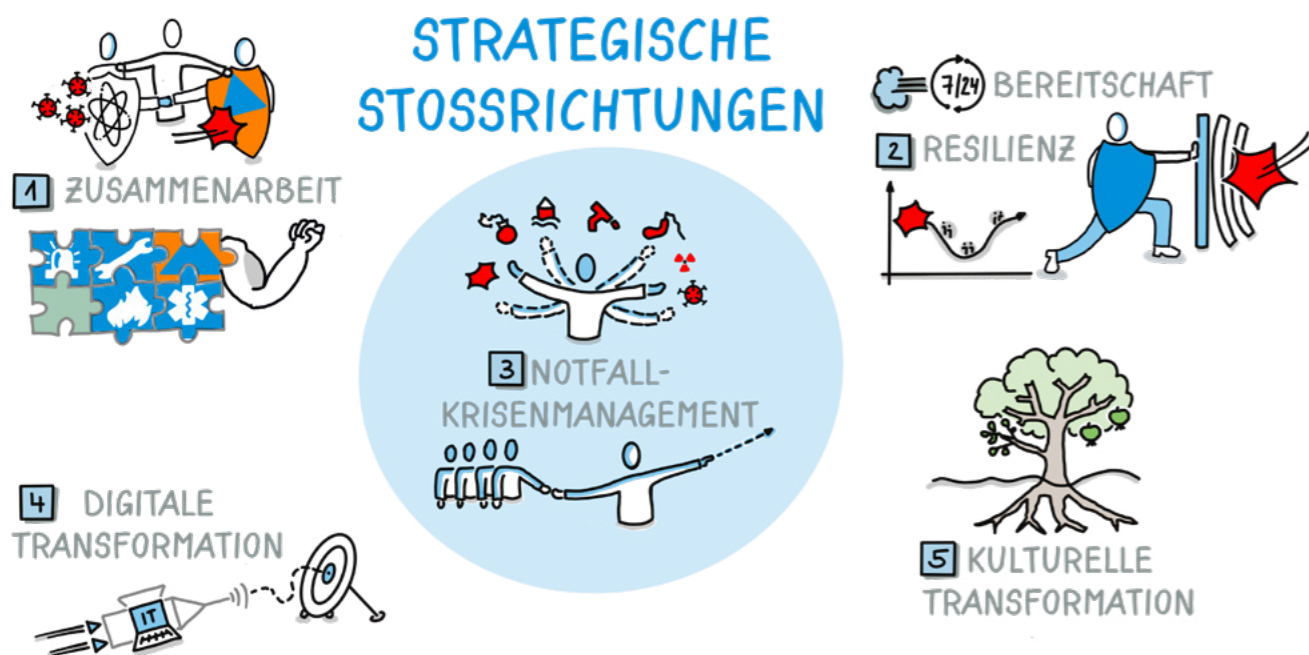 STRATEGISCHE
STOSSRICHTUNGEN
1 ZUSAMMENARBEIT
7/24 BEREITSCHAFT
2 RESILIENZ
3 NOTFALL-
KRISENMANAGEMENT
4 DIGITALE
TRANSFORMATION
IT
5 KULTURELLE
TRANSFORMATION